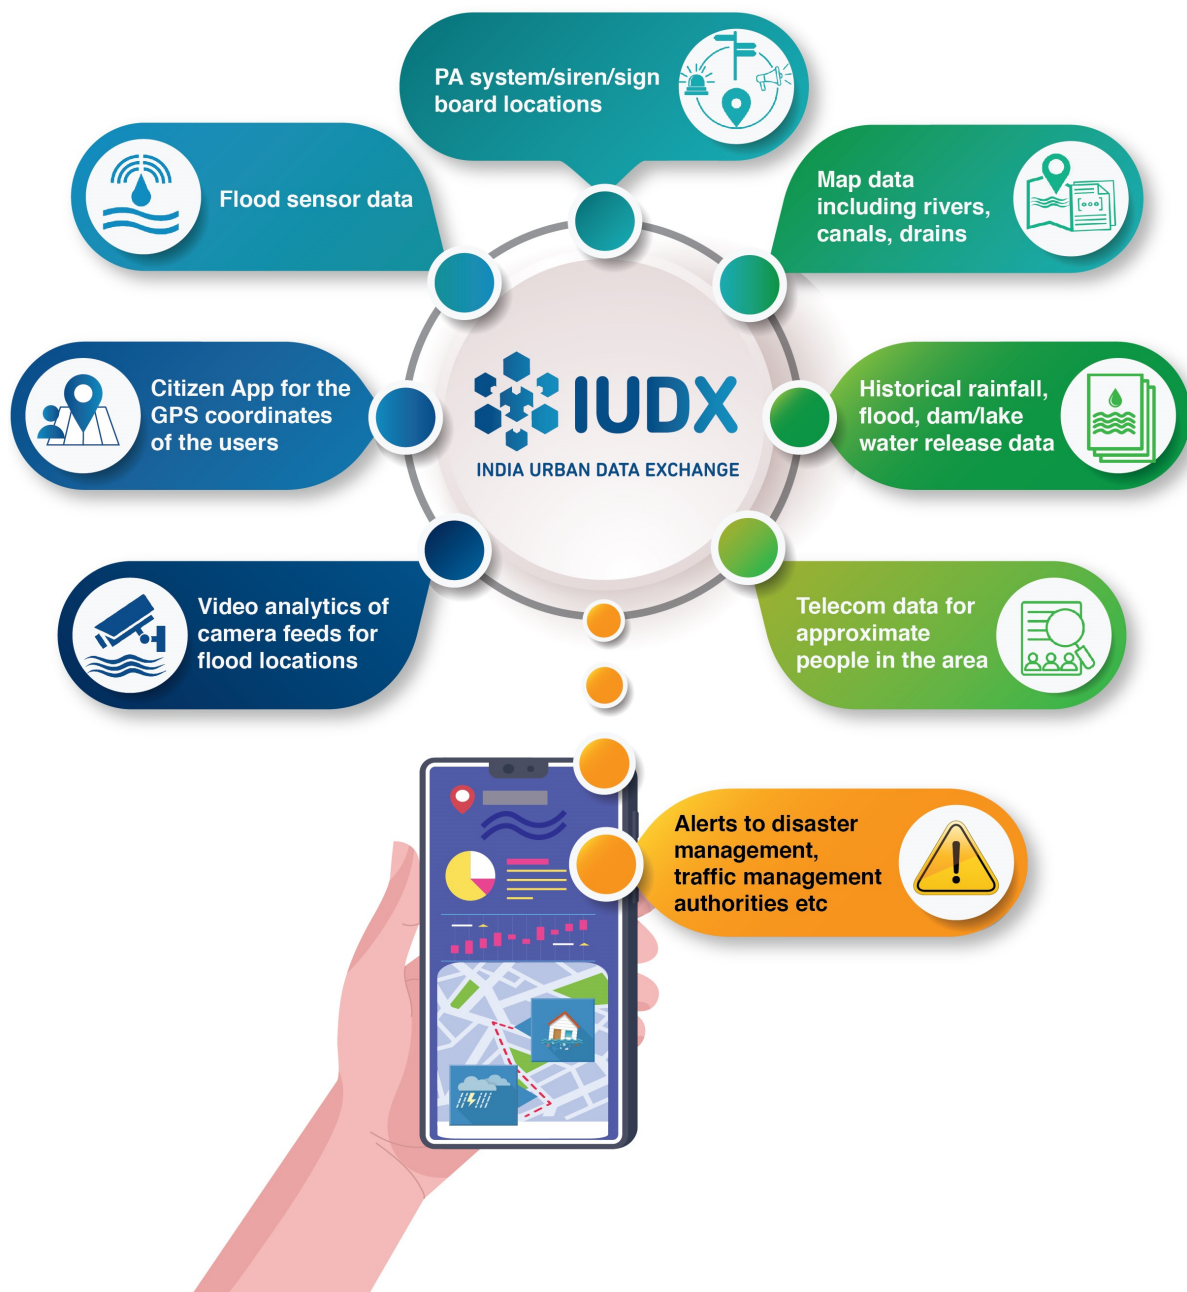 PA system/siren/sign
board locations
Flood sensor data
Map data
including rivers,
canals, drains
Citizen App for the
GPS coordinates
of the users
IUDX
INDIA URBAN DATA EXCHANGE
Historical rainfall,
flood, dam/lake
water release data
Video analytics of
camera feeds for
flood locations
Telecom data for
approximate
people in the area
Alerts to disaster
management,
traffic management
authorities etc